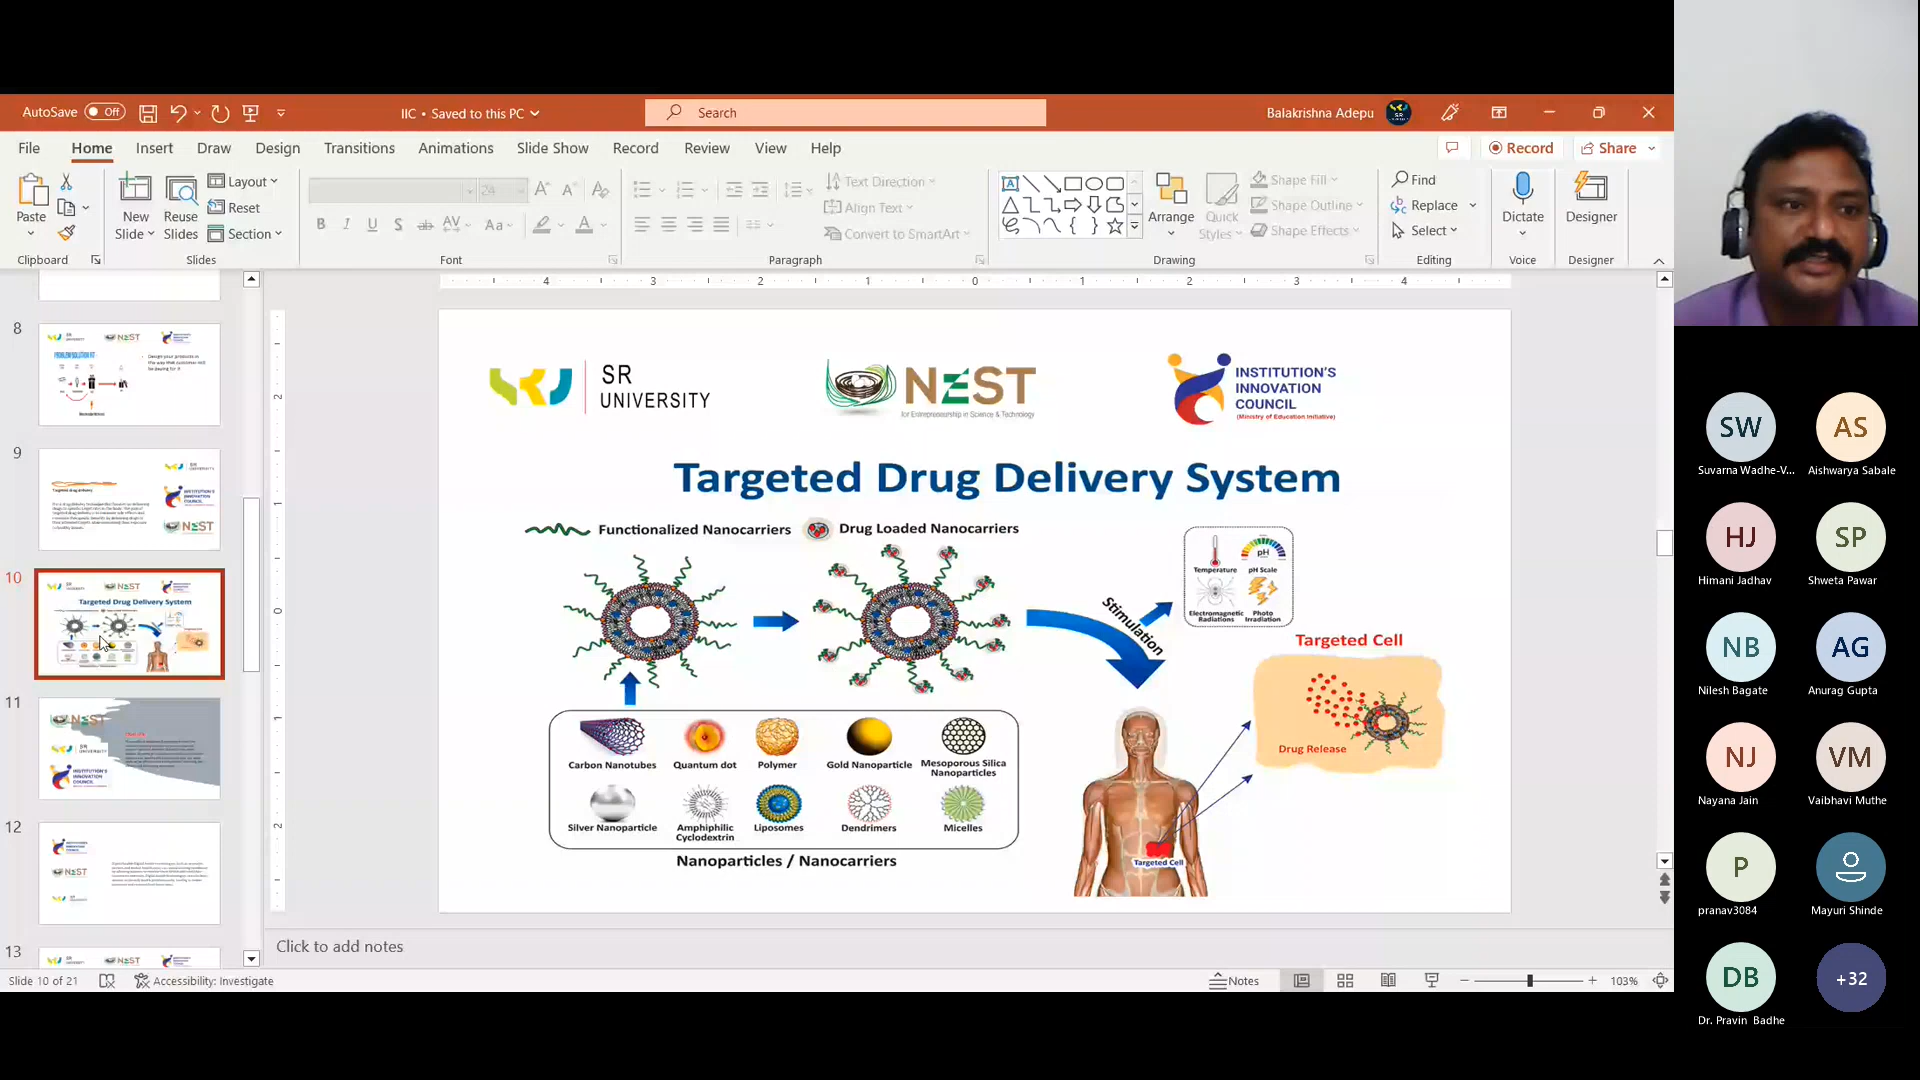 AutoSave Off
IIC • Saved to this PC
Search
Balakrishna Adepu
File Home Insert Draw Design Transitions Animations Slide Show Record Review View Help
Record Share
Paste
New Slide
Reuse Slides
Layout
Reset
Section
24
Text Direction
Align Text
Convert to SmartArt
Arrange
Quick Styles
Shape Fill
Shape Outline
Shape Effects
Find
Replace
Select
Dictate
Designer
Clipboard Slides Font Paragraph Drawing Editing Voice Designer
8
9
10
11
12
13
SR
UNIVERSITY
NEST
for Entrepreneurship in Science & Technology
INSTITUTION'S
INNOVATION
COUNCIL
(Ministry of Education Initiative)
Targeted Drug Delivery System
Functionalized Nanocarriers
Drug Loaded Nanocarriers
Temperature
pH
pH Scale
Electromagnetic
Radiations
Photo
Irradiation
Stimulation
Targeted Cell
Drug Release
Carbon Nanotubes
Quantum dot
Polymer
Gold Nanoparticle
Mesoporous Silica
Nanoparticles
Silver Nanoparticle
Amphiphilic
Cyclodextrin
Liposomes
Dendrimers
Micelles
Nanoparticles / Nanocarriers
Targeted Cell
Click to add notes
Slide 10 of 21
Accessibility: Investigate
Notes
103%
SW
Suvarna Wadhe-V...
AS
Aishwarya Sabale
HJ
Himani Jadhav
SP
Shweta Pawar
NB
Nilesh Bagate
AG
Anurag Gupta
NJ
Nayana Jain
VM
Vaibhavi Muthe
P
pranav3084
Mayuri Shinde
DB
Dr. Pravin Badhe
+32